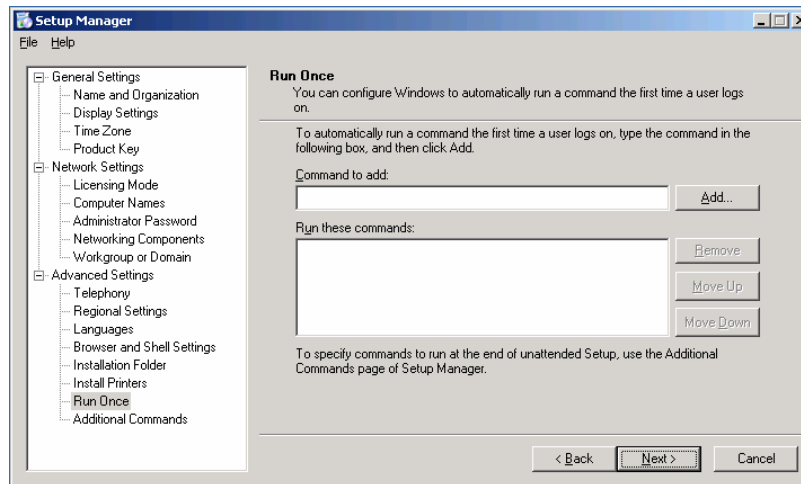 Setup Manager
File Help
General Settings
Name and Organization
Display Settings
Time Zone
Product Key
Network Settings
Licensing Mode
Computer Names
Administrator Password
Networking Components
Workgroup or Domain
Advanced Settings
Telephony
Regional Settings
Languages
Browser and Shell Settings
Installation Folder
Install Printers
Run Once
Additional Commands
Run Once
You can configure Windows to automatically run a command the first time a user logs
on.
To automatically run a command the first time a user logs on, type the command in the
following box, and then click Add.
Command to add:
Add...
Run these commands:
Remove
Move Up
Move Down
To specify commands to run at the end of unattended Setup, use the Additional
Commands page of Setup Manager.
< Back Next > Cancel